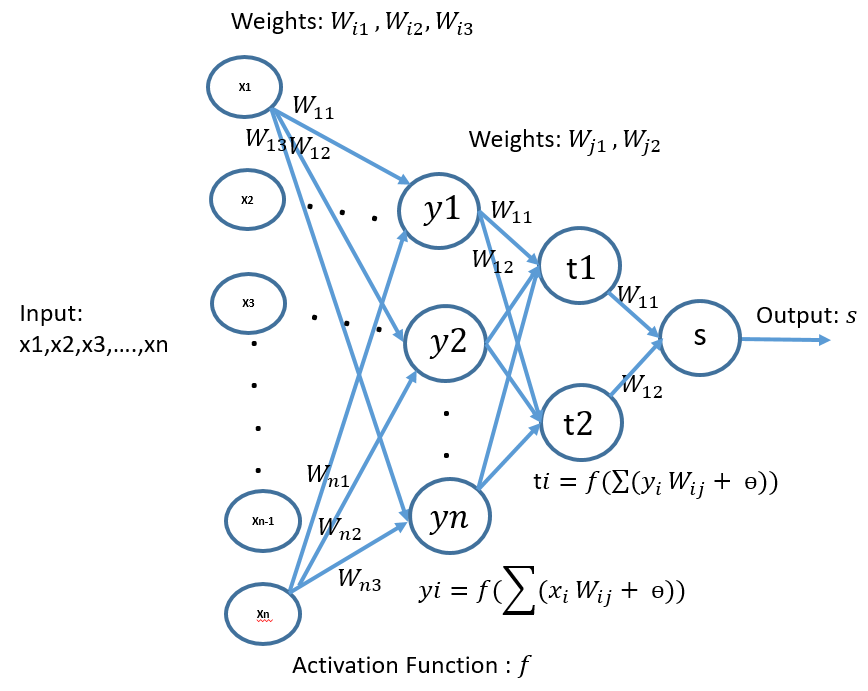 Weights: W_{i1} , W_{i2}, W_{i3}
x1
W_{11}
W_{13}
W_{12}
Weights: W_{j1} , W_{j2}
x2
y1
W_{11}
W_{12}
t1
x3
W_{11}
Input:
x1,x2,x3,....,xn
y2
s
Output: s
W_{12}
t2
W_{n1}
ti = f(∑(y_i W_{ij} + ɵ))
Xn-1
W_{n2}
yn
W_{n3}
yi = f(∑(x_i W_{ij} + ɵ))
Xn
Activation Function : f